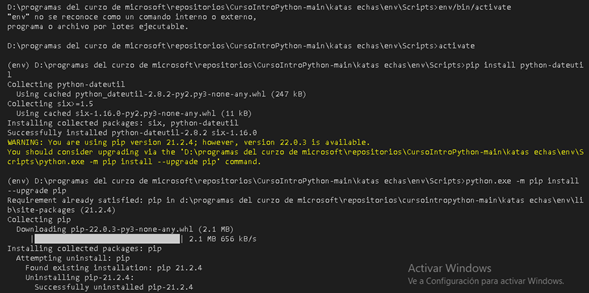 D:\programas del curzo de microsoft\repositorios\CursoIntroPython-main\katas echas\env\Scripts>env/bin/activate
"env" no se reconoce como un comando interno o externo,
programa o archivo por lotes ejecutable.
D:\programas del curzo de microsoft\repositorios\CursoIntroPython-main\katas echas\env\Scripts>activate
(env) D:\programas del curzo de microsoft\repositorios\CursoIntroPython-main\katas echas\env\Scripts>pip install python-dateuti
l
Collecting python-dateutil
Using cached python_dateutil-2.8.2-py2.py3-none-any.whl (247 kB)
Collecting six>=1.5
Using cached six-1.16.0-py2.py3-none-any.whl (11 kB)
Installing collected packages: six, python-dateutil
Successfully installed python-dateutil-2.8.2 six-1.16.0
WARNING: You are using pip version 21.2.4; however, version 22.0.3 is available.
You should consider upgrading via the 'D:\programas del curzo de microsoft\repositorios\CursoIntroPython-main\katas echas\env\S
cripts\python.exe -m pip install --upgrade pip' command.
(env) D:\programas del curzo de microsoft\repositorios\CursoIntroPython-main\katas echas\env\Scripts>python.exe -m pip install
--upgrade pip
Requirement already satisfied: pip in d:\programas del curzo de microsoft\repositorios\cursointropython-main\katas echas\env\li
b\site-packages (21.2.4)
Collecting pip
Downloading pip-22.0.3-py3-none-any.whl (2.1 MB)
| | 2.1 MB 656 kB/s
Installing collected packages: pip
Attempting uninstall: pip
Found existing installation: pip 21.2.4
Uninstalling pip-21.2.4:
Successfully uninstalled pip-21.2.4
Activar Windows
Ve a Configuración para activar Windows.